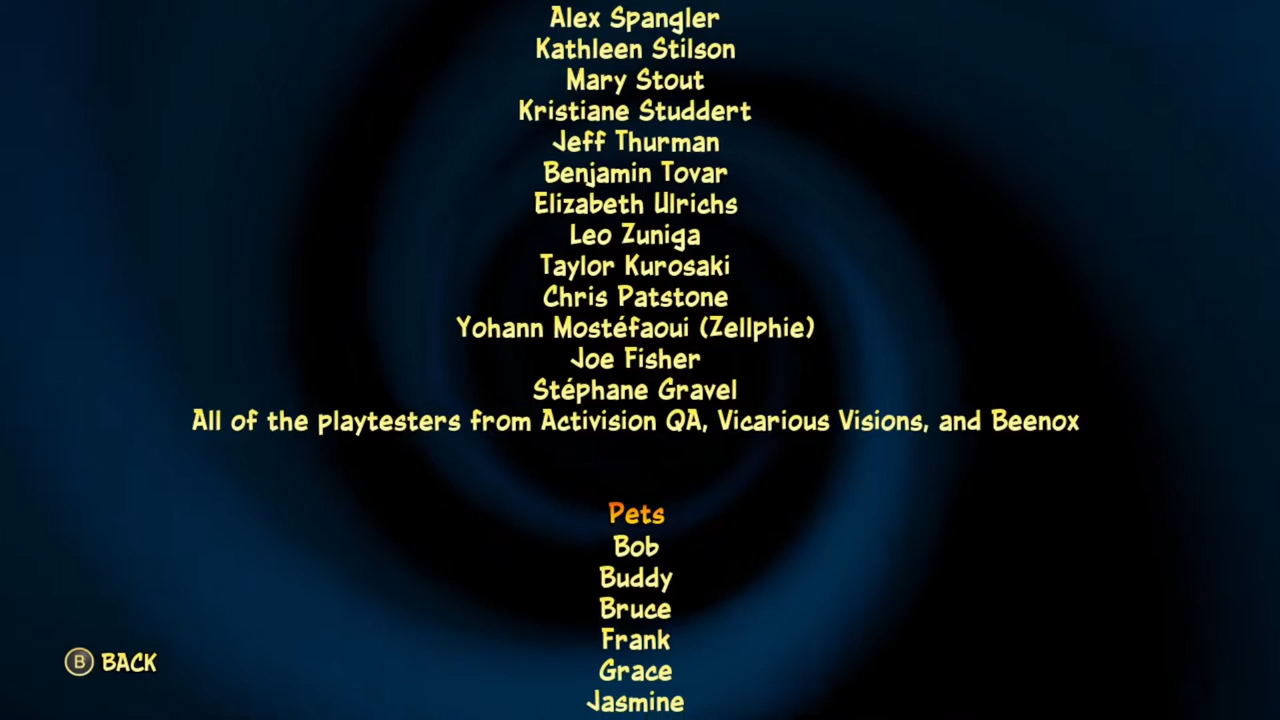 Alex Spangler
Kathleen Stilson
Mary Stout
Kristiane Studdert
Jeff Thurman
Benjamin Tovar
Elizabeth Ulrichs
Leo Zuniga
Taylor Kurosaki
Chris Patstone
Yohann Mostéfaoui (Zellphie)
Joe Fisher
Stéphane Gravel
All of the playtesters from Activision QA, Vicarious Visions, and Beenox
Pets
Bob
Buddy
Bruce
Frank
Grace
Jasmine
B BACK